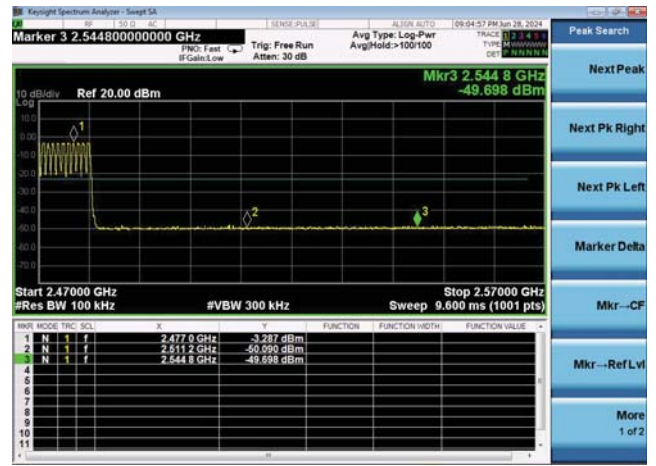 Keysight Spectrum Analyzer - Swept SA
RF 50 Ω AC SENSE:PULSE ALIGN AUTO 09:04:57 PM Jun 28, 2024
Marker 3 2.544800000000 GHz
PNO: Fast
IFGain:Low
Trig: Free Run
Atten: 30 dB
Avg Type: Log-Pwr
Avg|Hold:>100/100
TRACE 1 2 3 4 5 6
TYPE M
DET P N N N N N
Mkr3 2.544 8 GHz
-49.698 dBm
10 dB/div Ref 20.00 dBm
Log
10.0
0.00
-10.0
-20.0
-30.0
-40.0
-50.0
-60.0
-70.0
1
2
3
Start 2.47000 GHz Stop 2.57000 GHz
#Res BW 100 kHz #VBW 300 kHz Sweep 9.600 ms (1001 pts)
MKR MODE TRC SCL X Y FUNCTION FUNCTION WIDTH FUNCTION VALUE
1 N 1 f 2.477 0 GHz -3.287 dBm
2 N 1 f 2.511 2 GHz -50.090 dBm
3 N 1 f 2.544 8 GHz -49.698 dBm
4
5
6
7
8
9
10
11
Peak Search
Next Peak
Next Pk Right
Next Pk Left
Marker Delta
Mkr→CF
Mkr→Ref Lvl
More
1 of 2